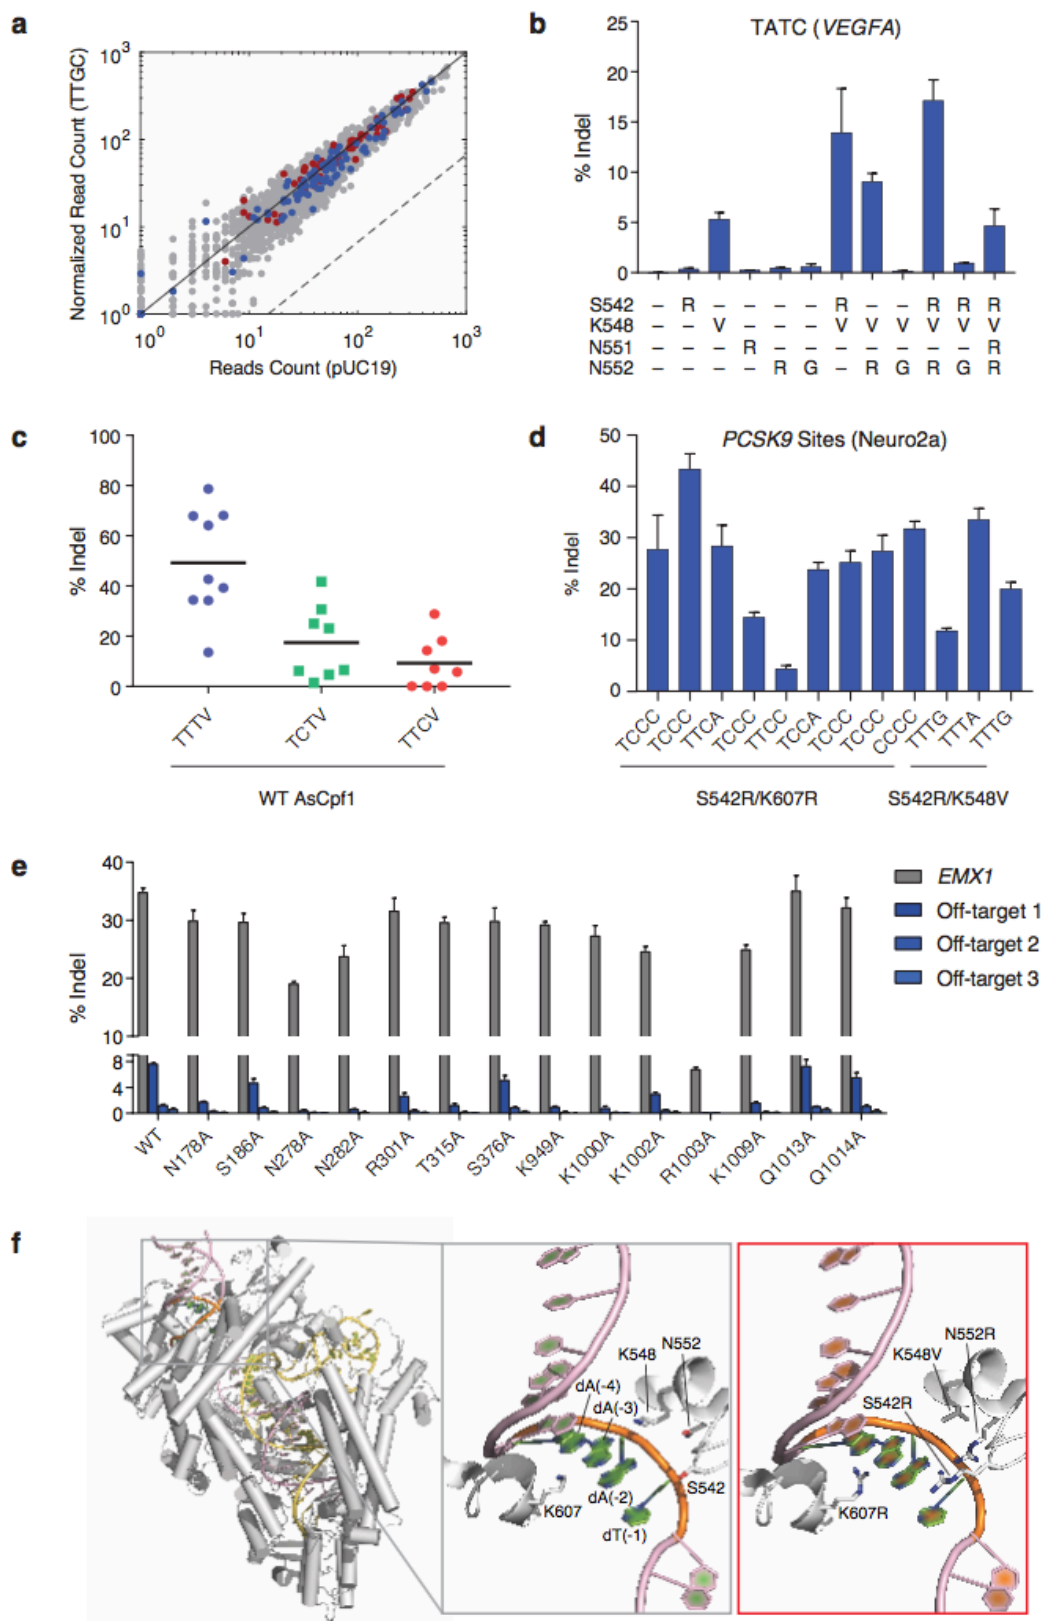 a
Normalized Read Count (TTGC)
10³
10²
10¹
10⁰
10⁰ 10¹ 10² 10³
Reads Count (pUC19)
b
TATC (VEGFA)
% Indel
25
20
15
10
5
0
S542 – R – – – – R – – R R R
K548 – – V – – – V V V V V V
N551 – – – R – – – – – – – R
N552 – – – – R G – R G R G R
c
% Indel
100
80
60
40
20
0
TTTV TCTV TTCV
WT AsCpf1
d
PCSK9 Sites (Neuro2a)
% Indel
50
40
30
20
10
0
TCCC TCCC TTCA TCCC TTCC TCCA TCCC TCCC CCCC TTTG TTTA TTTG
S542R/K607R S542R/K548V
e
% Indel
40
30
20
10
8
4
0
WT N178A S186A N278A N282A R301A T315A S376A K949A K1000A K1002A R1003A K1009A Q1013A Q1014A
EMX1
Off-target 1
Off-target 2
Off-target 3
f
K548 N552
dA(-4)
dA(-3)
dA(-2)
S542
K607
dT(-1)
N552R
K548V
S542R
K607R